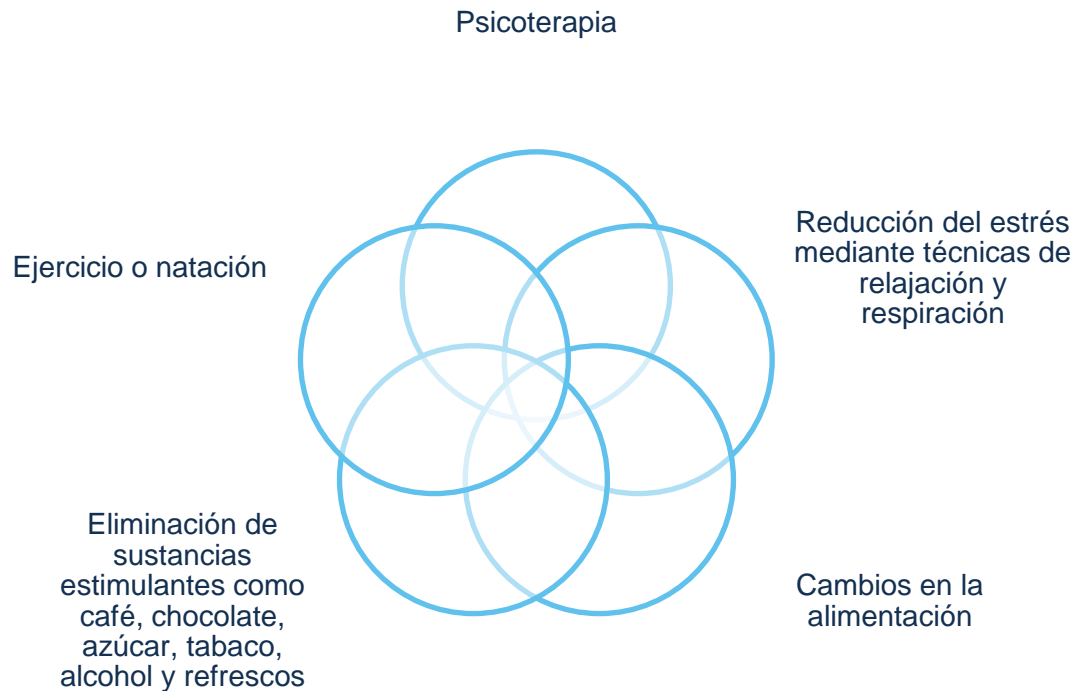 Psicoterapia
Reducción del estrés
mediante técnicas de
relajación y
respiración
Cambios en la
alimentación
Eliminación de
sustancias
estimulantes como
café, chocolate,
azúcar, tabaco,
alcohol y refrescos
Ejercicio o natación